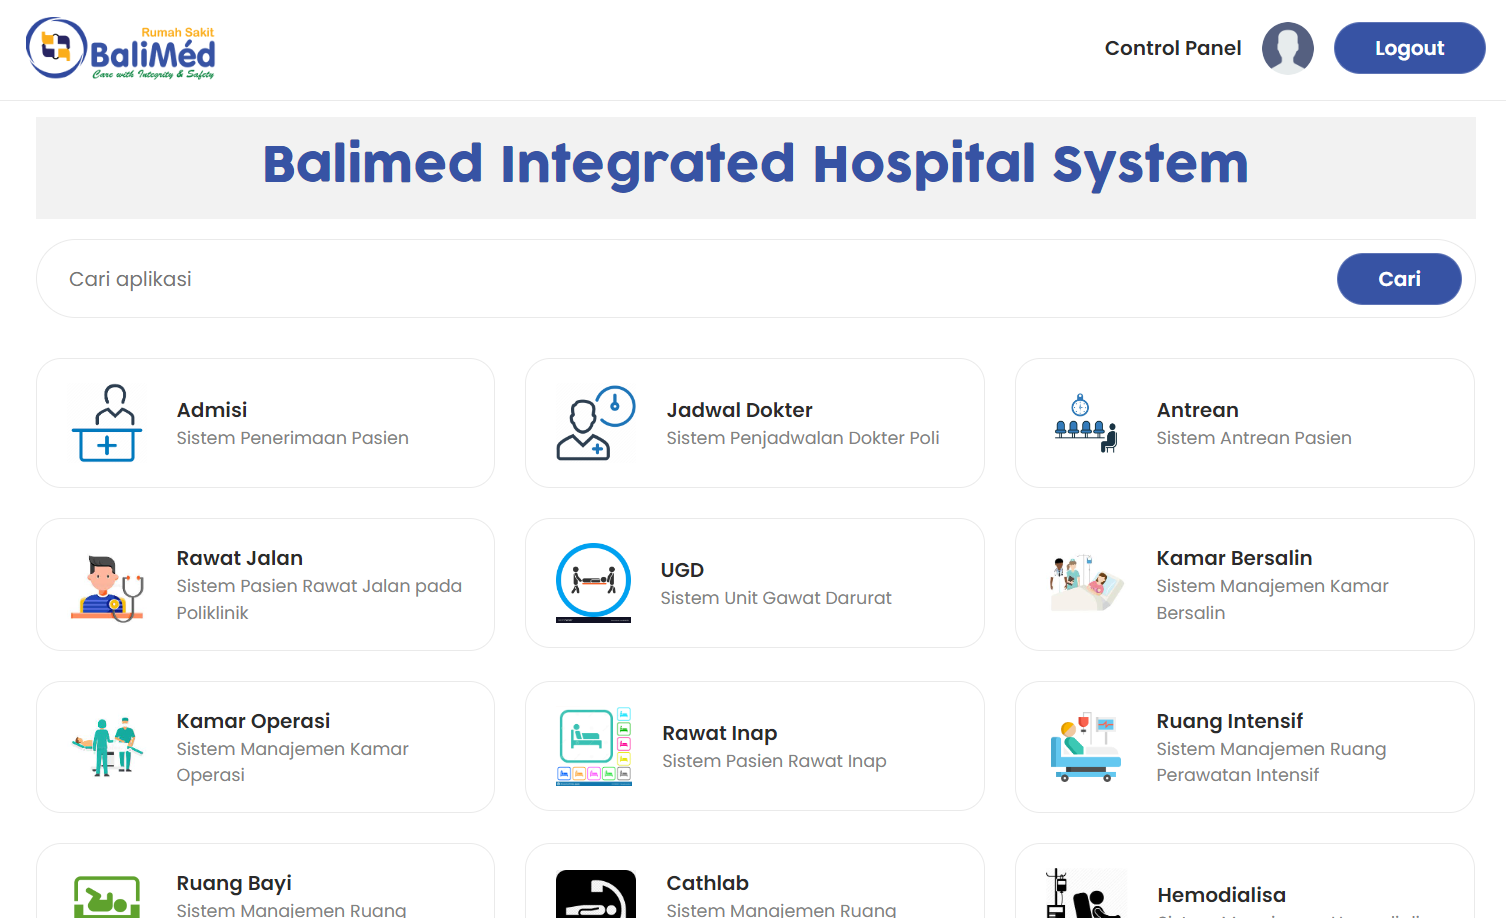 Rumah Sakit
BaliMéd
Care with Integrity & Safety
Control Panel
Logout
Balimed Integrated Hospital System
Cari aplikasi
Cari
Admisi
Sistem Penerimaan Pasien
Jadwal Dokter
Sistem Penjadwalan Dokter Poli
Antrean
Sistem Antrean Pasien
Rawat Jalan
Sistem Pasien Rawat Jalan pada
Poliklinik
UGD
Sistem Unit Gawat Darurat
Kamar Bersalin
Sistem Manajemen Kamar
Bersalin
Kamar Operasi
Sistem Manajemen Kamar
Operasi
Rawat Inap
Sistem Pasien Rawat Inap
Ruang Intensif
Sistem Manajemen Ruang
Perawatan Intensif
Ruang Bayi
Sistem Manajemen Ruang
Cathlab
Sistem Manajemen Ruang
Hemodialisa